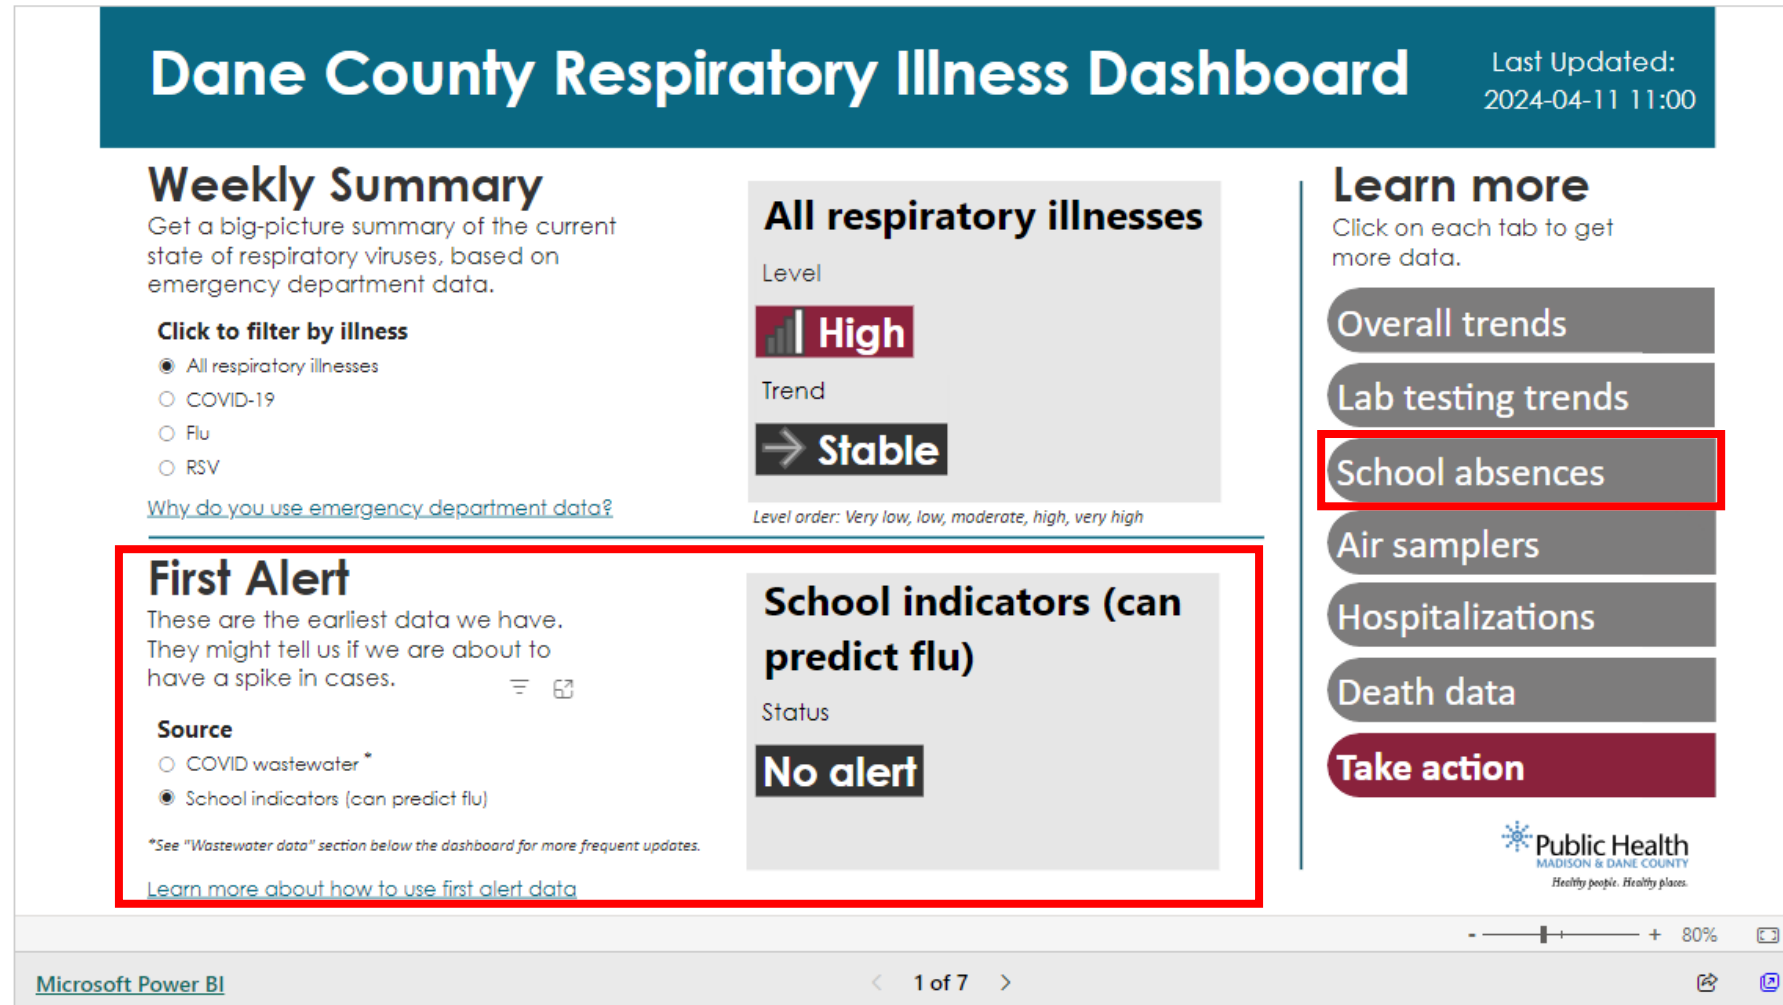 Dane County Respiratory Illness Dashboard
Last Updated:
2024-04-11 11:00
Weekly Summary
Get a big-picture summary of the current
state of respiratory viruses, based on
emergency department data.
Click to filter by illness
All respiratory illnesses
COVID-19
Flu
RSV
Why do you use emergency department data?
All respiratory illnesses
Level
High
Trend
Stable
Level order: Very low, low, moderate, high, very high
First Alert
These are the earliest data we have.
They might tell us if we are about to
have a spike in cases.
Source
COVID wastewater *
School indicators (can predict flu)
*See "Wastewater data" section below the dashboard for more frequent updates.
Learn more about how to use first alert data
School indicators (can
predict flu)
Status
No alert
Learn more
Click on each tab to get
more data.
Overall trends
Lab testing trends
School absences
Air samplers
Hospitalizations
Death data
Take action
Public Health
MADISON & DANE COUNTY
Healthy people. Healthy places.
- + 80%
Microsoft Power BI
< 1 of 7 >